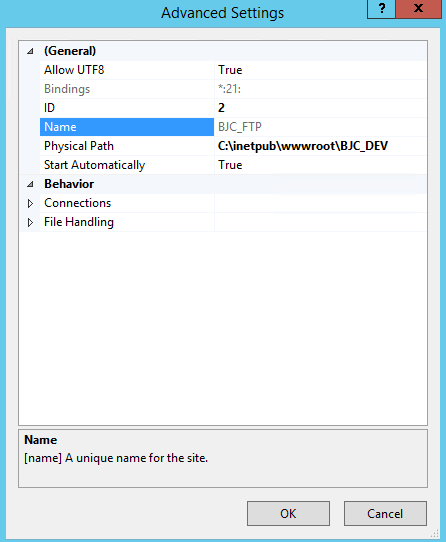 Advanced Settings
? x
(General)
Allow UTF8 True
Bindings *:21:
ID 2
Name BJC_FTP
Physical Path C:\inetpub\wwwroot\BJC_DEV
Start Automatically True
Behavior
Connections
File Handling
Name
[name] A unique name for the site.
OK Cancel